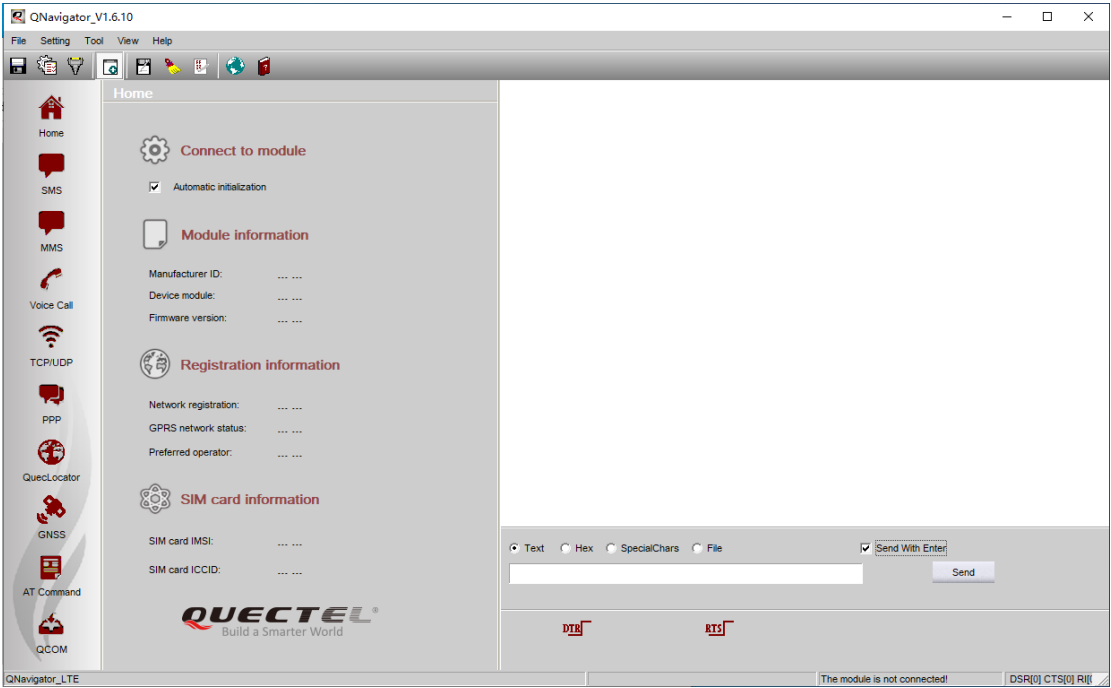 QNavigator_V1.6.10
File Setting Tool View Help
Home
SMS
MMS
Voice Call
TCP/UDP
PPP
QuecLocator
GNSS
AT Command
QCOM
Home
Connect to module
Automatic initialization
Module information
Manufacturer ID: --- ---
Device module: --- ---
Firmware version: --- ---
Registration information
Network registration: --- ---
GPRS network status: --- ---
Preferred operator: --- ---
SIM card information
SIM card IMSI: --- ---
SIM card ICCID: --- ---
QUECTEL®
Build a Smarter World
Text Hex SpecialChars File Send With Enter
Send
DTR RTS
QNavigator_LTE The module is not connected! DSR[0] CTS[0] RI[(